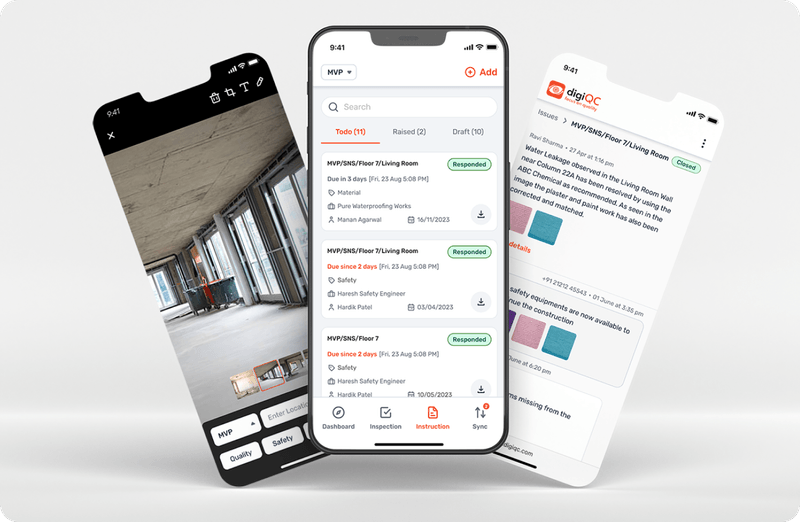 9:41
MVP
Enter Locatio
Quality
Safety
9:41
MVP
Add
Search
Todo (11)
Raised (2)
Draft (10)
MVP/SNS/Floor 7/Living Room
Responded
Due in 3 days [Fri, 23 Aug 5:08 PM]
Material
Pure Waterproofing Works
Manan Agarwal
16/11/2023
MVP/SNS/Floor 7/Living Room
Responded
Due since 2 days [Fri, 23 Aug 5:08 PM]
Safety
Haresh Safety Engineer
Hardik Patel
03/04/2023
MVP/SNS/Floor 7
Responded
Due since 2 days [Fri, 23 Aug 5:08 PM]
Safety
Haresh Safety Engineer
Hardik Patel
10/05/2023
Dashboard
Inspection
Instruction
Sync
9:41
digiQC
focus on quality
Issues
MVP/SNS/Floor 7/Living Room
Ravi Sharma • 27 Apr at 1:16 pm
Closed
Water Leakage observed in the Living Room Wall
near Column 22A has been resolved by using the
ABC Chemical as recommended. As seen in the
image the plaster and paint work has also been
corrected and matched.
details
+91 21212 45543 • 01 June at 3:35 pm
safety equipments are now available to
nue the construction
June at 6:20 pm
ms missing from the
digiqc.com